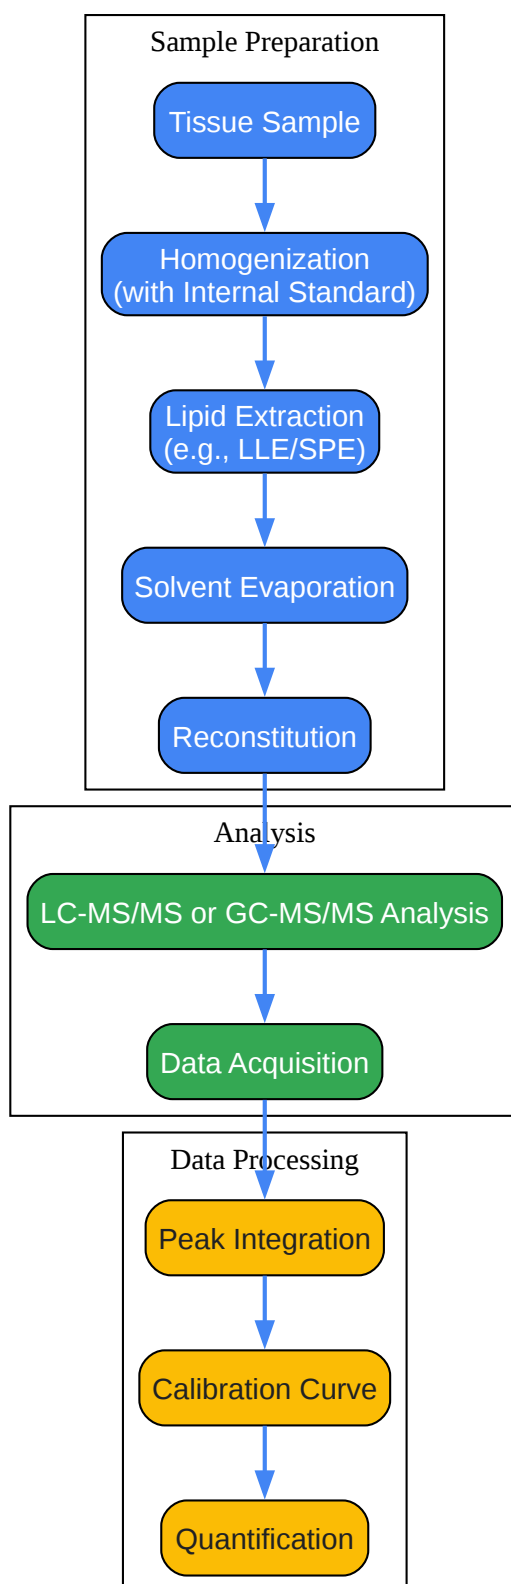 Sample Preparation
Tissue Sample
Homogenization
(with Internal Standard)
Lipid Extraction
(e.g., LLE/SPE)
Solvent Evaporation
Reconstitution
Analysis
LC-MS/MS or GC-MS/MS Analysis
Data Acquisition
Data Processing
Peak Integration
Calibration Curve
Quantification